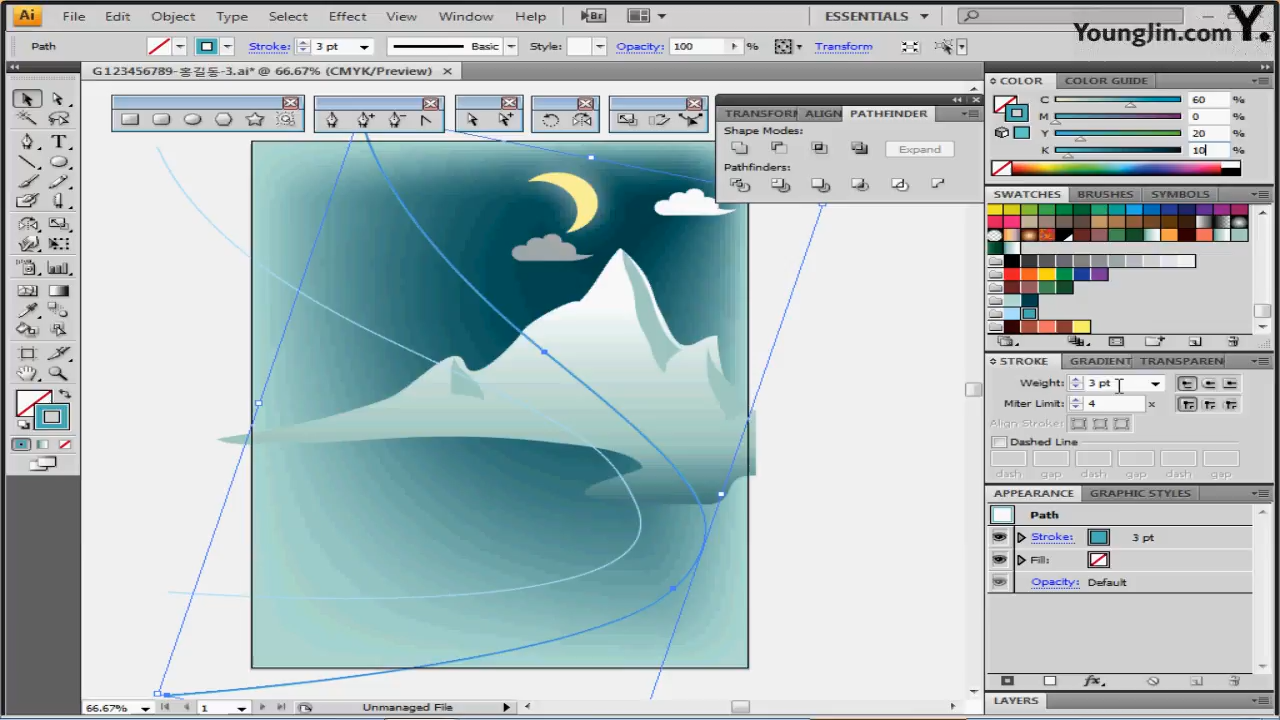 Ai File Edit Object Type Select Effect View Window Help Br ESSENTIALS
YoungJin.com Y.
Path Stroke: 3 pt Basic Style: Opacity: 100 % Transform
G123456789-홍길동-3.ai* @ 66.67% (CMYK/Preview)
TRANSFORM ALIGN PATHFINDER
Shape Modes:
Expand
Pathfinders:
COLOR COLOR GUIDE
C 60 %
M 0 %
Y 20 %
K 10 %
SWATCHES BRUSHES SYMBOLS
STROKE GRADIENT TRANSPAREN
Weight: 3 pt
Miter Limit: 4 x
Align Stroke:
Dashed Line
dash gap dash gap dash gap
APPEARANCE GRAPHIC STYLES
Path
Stroke: 3 pt
Fill:
Opacity: Default
fx
LAYERS
66.67% 1 Unmanaged File